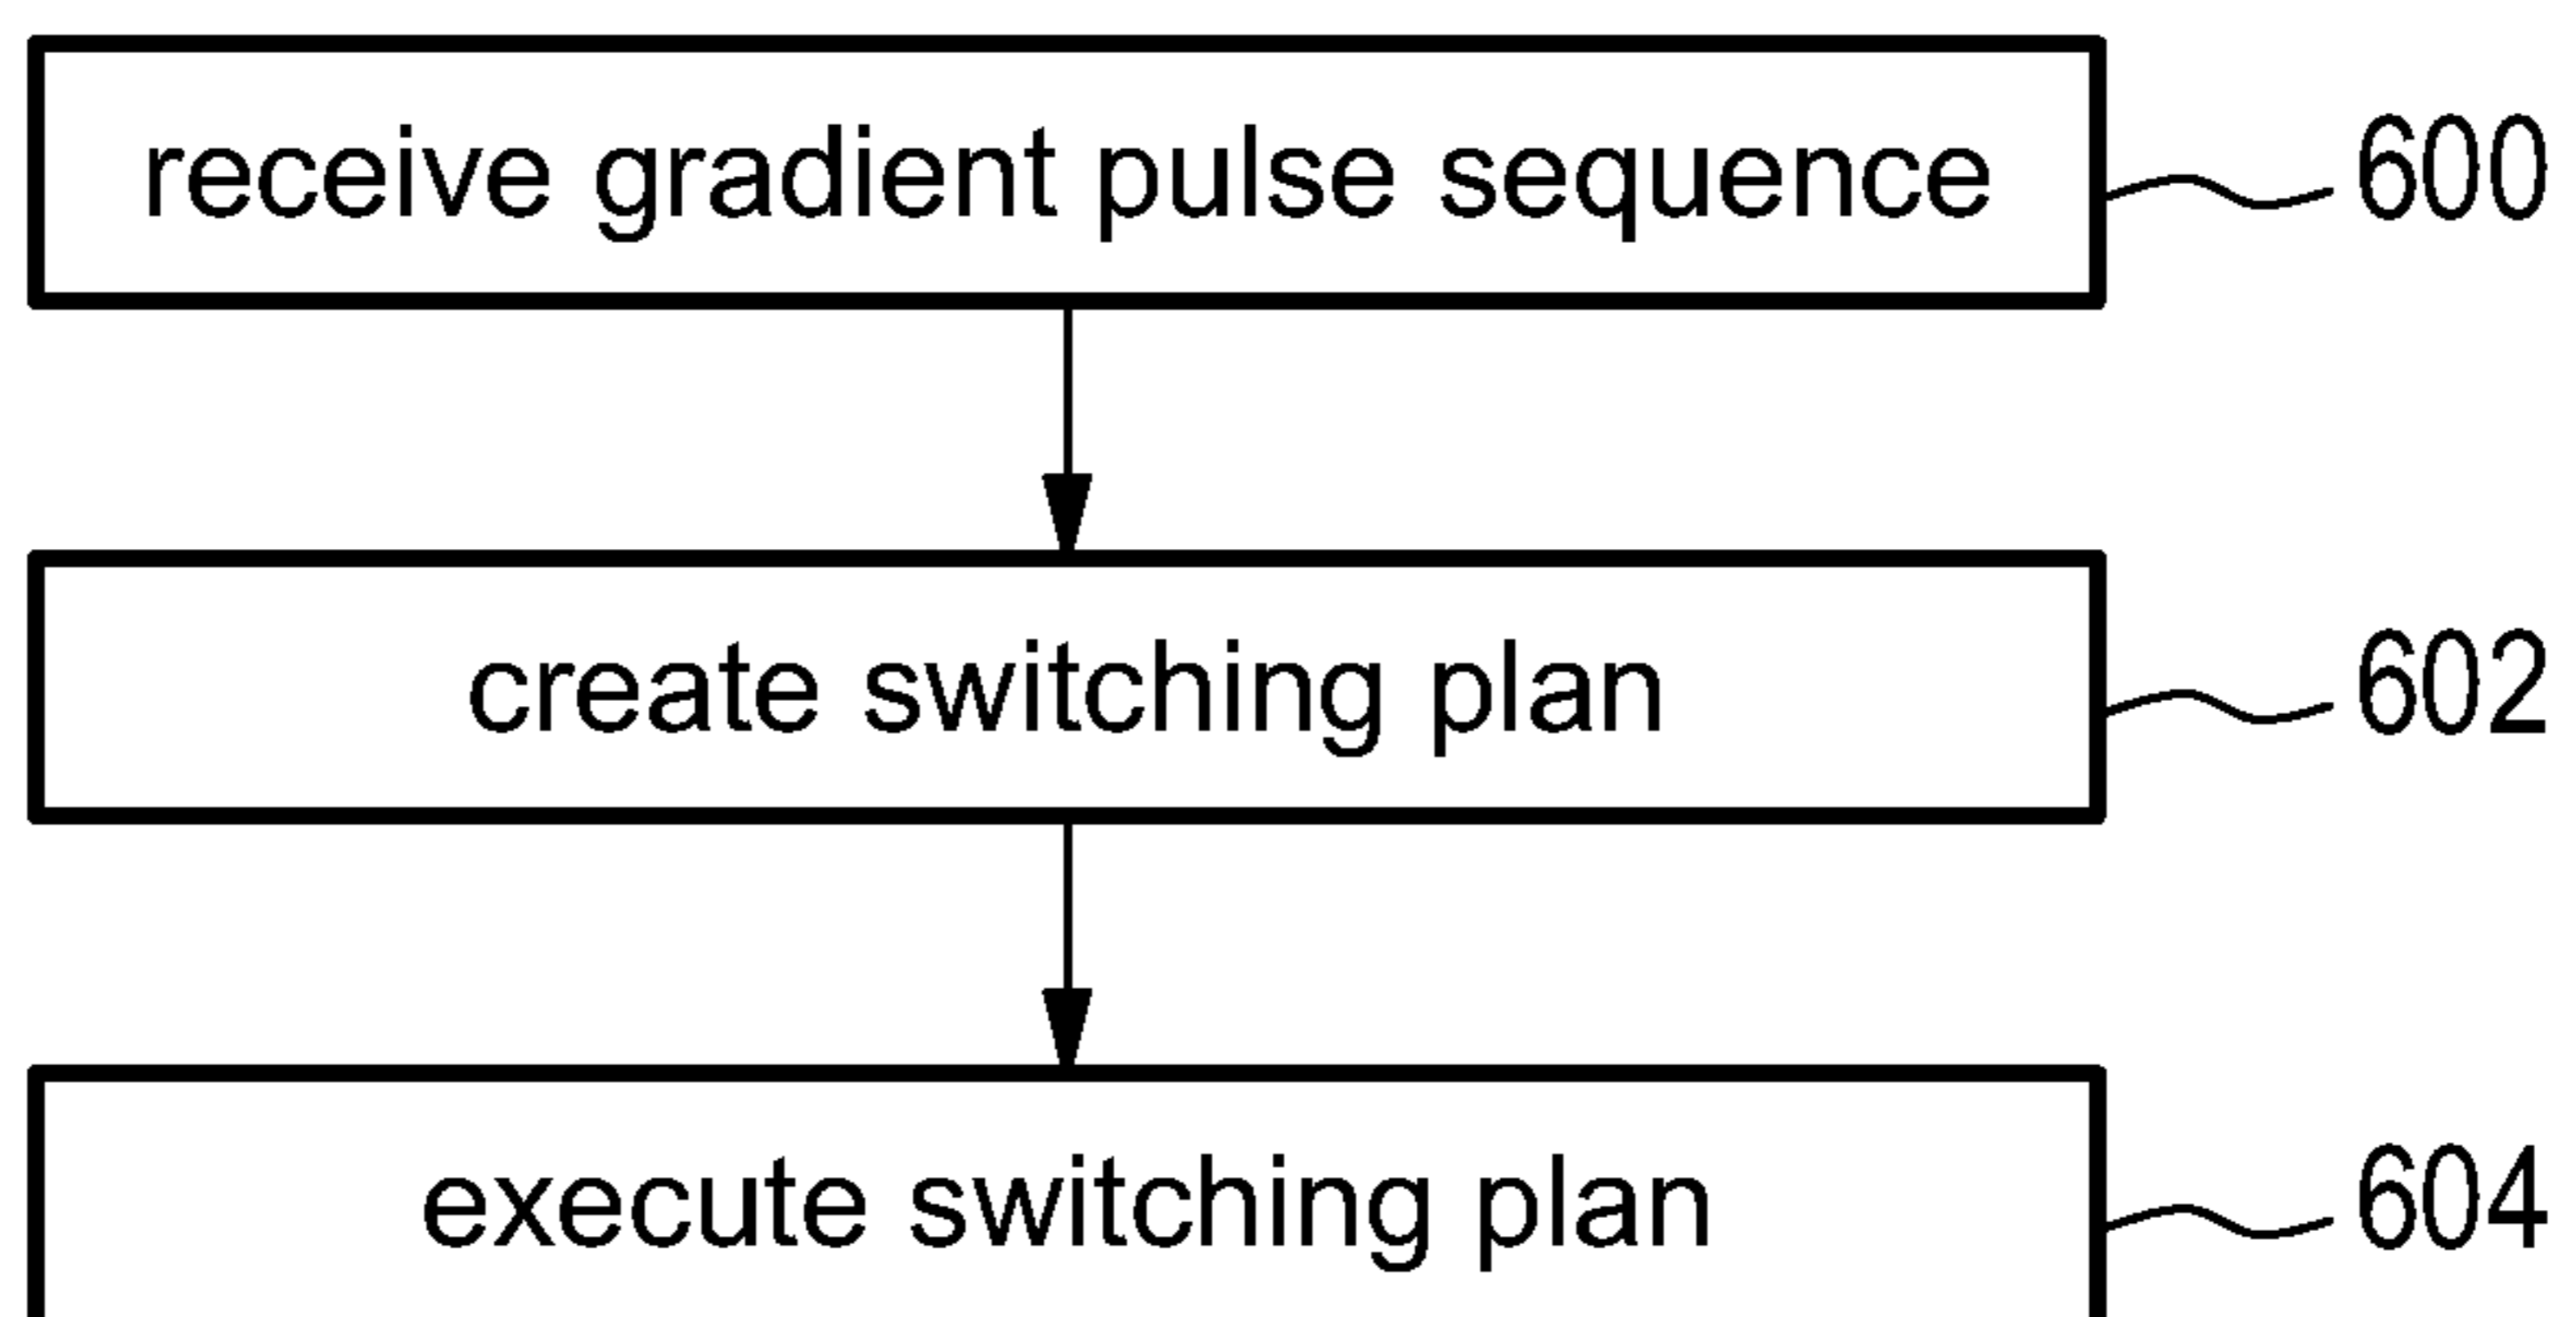 receive gradient pulse sequence 600
create switching plan 602
execute switching plan 604